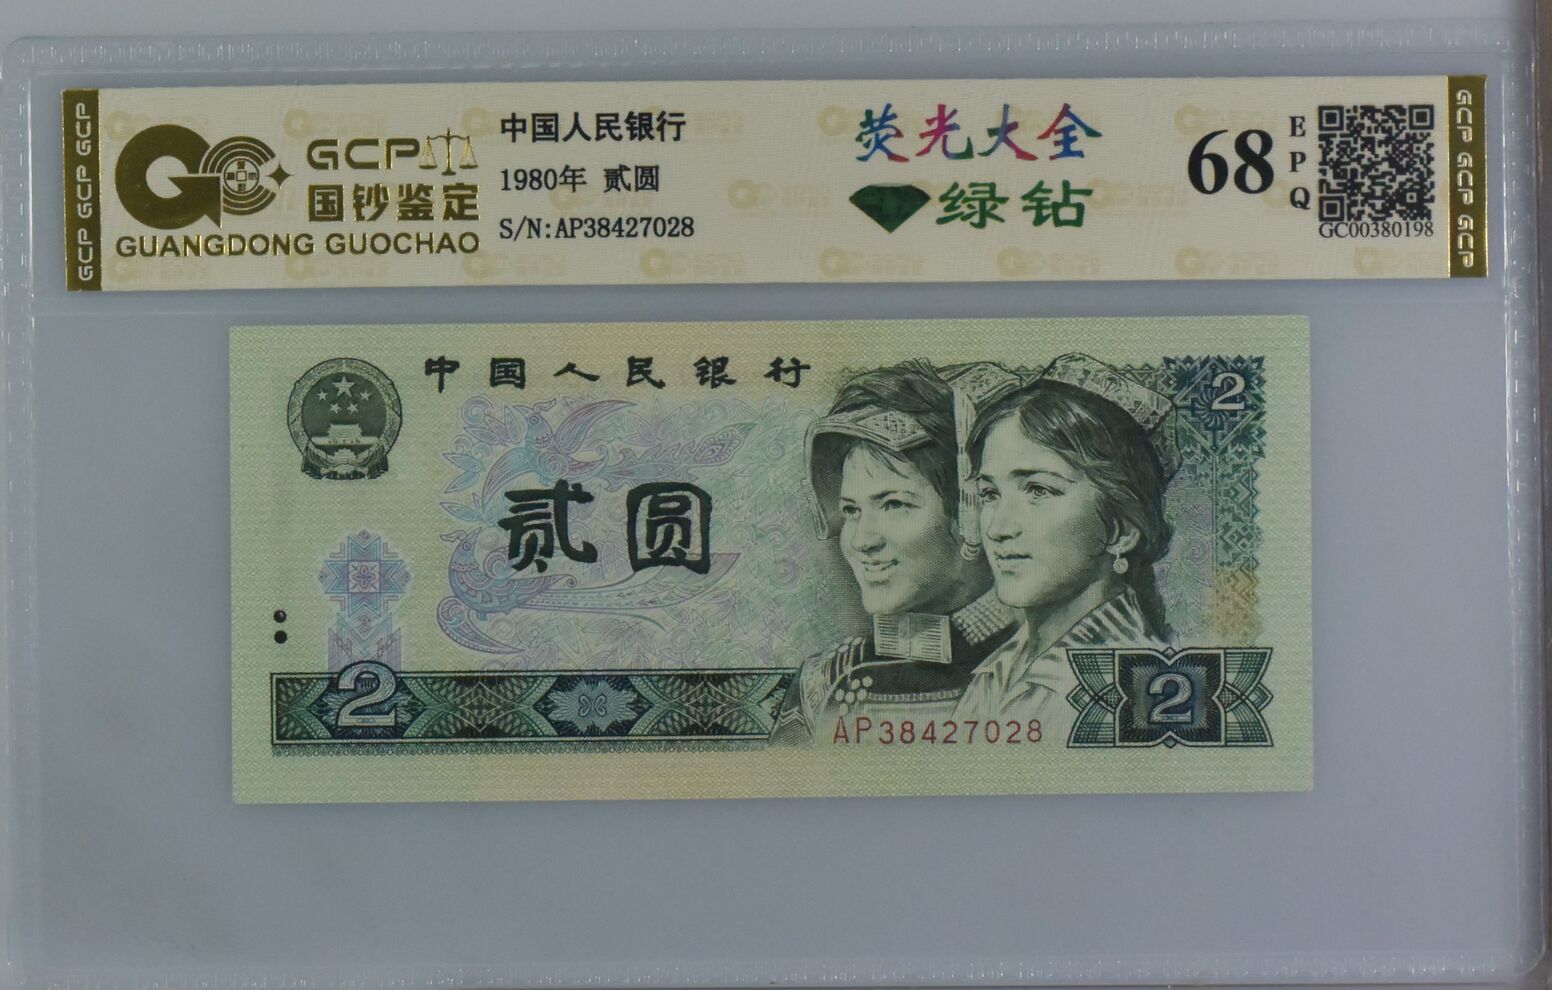 GCP GCP GCP
GCP
国钞鉴定
GUANGDONG GUOCHAO
中国人民银行
1980年 贰圆
S/N:AP38427028
荧光大全
绿钻
68
EPQ
GC00380198
GCP GCP GCP
中国人民银行
2
贰圆
2
AP38427028
2